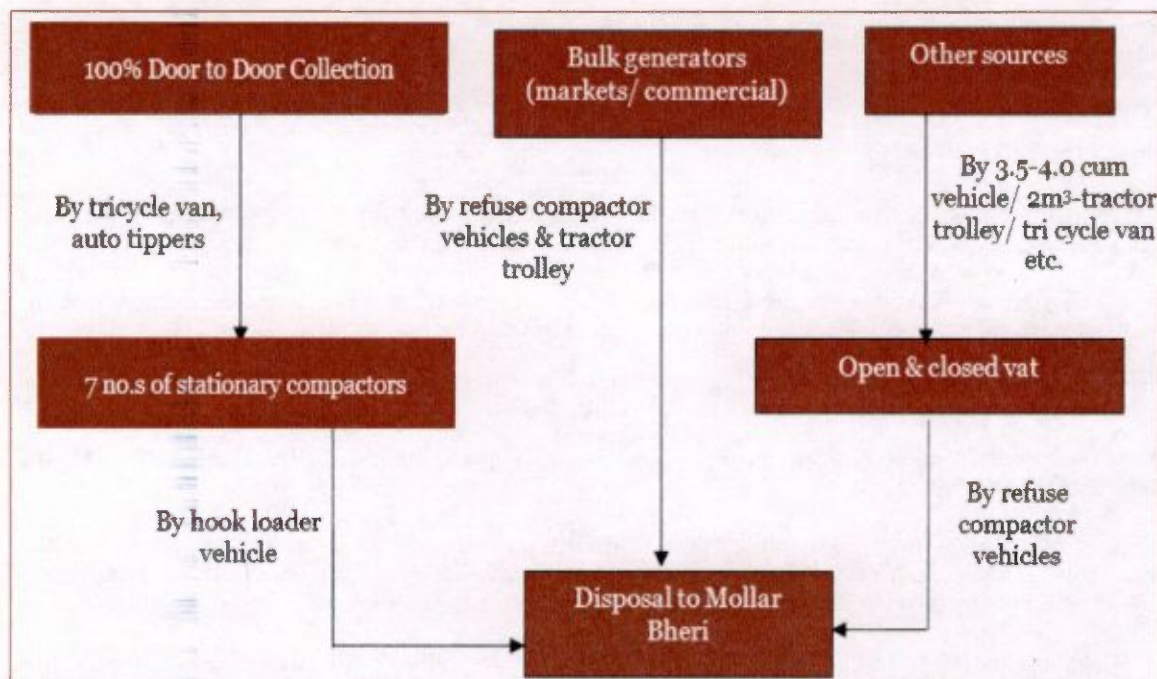 100% Door to Door Collection
Bulk generators
(markets/ commercial)
Other sources
By tricycle van,
auto tippers
By refuse compactor
vehicles & tractor
trolley
By 3.5-4.0 cum
vehicle/ 2m³-tractor
trolley/ tri cycle van
etc.
7 no.s of stationary compactors
Open & closed vat
By hook loader
vehicle
By refuse
compactor
vehicles
Disposal to Mollar
Bheri